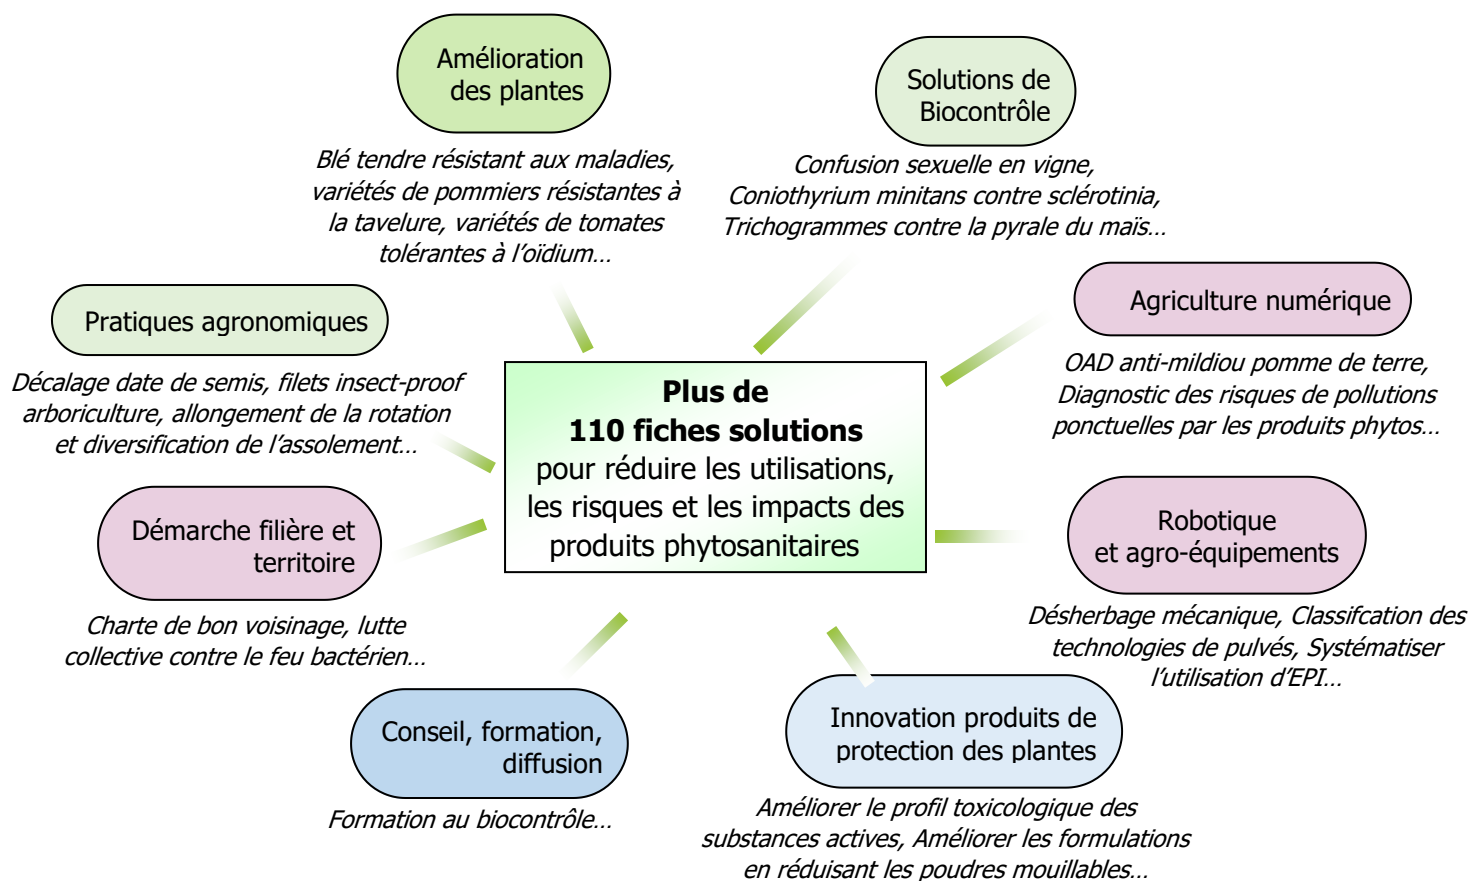 Amélioration
des plantes
Blé tendre résistant aux maladies,
variétés de pommiers résistantes à
la tavelure, variétés de tomates
tolérantes à l’oïdium…
Solutions de
Biocontrôle
Confusion sexuelle en vigne,
Coniothyrium minitans contre sclérotinia,
Trichogrammes contre la pyrale du maïs…
Pratiques agronomiques
Décalage date de semis, filets insect-proof
arboriculture, allongement de la rotation
et diversification de l’assolement…
Agriculture numérique
OAD anti-mildiou pomme de terre,
Diagnostic des risques de pollutions
ponctuelles par les produits phytos…
Plus de
110 fiches solutions
pour réduire les utilisations,
les risques et les impacts des
produits phytosanitaires
Démarche filière et
territoire
Charte de bon voisinage, lutte
collective contre le feu bactérien…
Robotique
et agro-équipements
Désherbage mécanique, Classifcation des
technologies de pulvés, Systématiser
l’utilisation d’EPI…
Conseil, formation,
diffusion
Formation au biocontrôle…
Innovation produits de
protection des plantes
Améliorer le profil toxicologique des
substances actives, Améliorer les formulations
en réduisant les poudres mouillables…